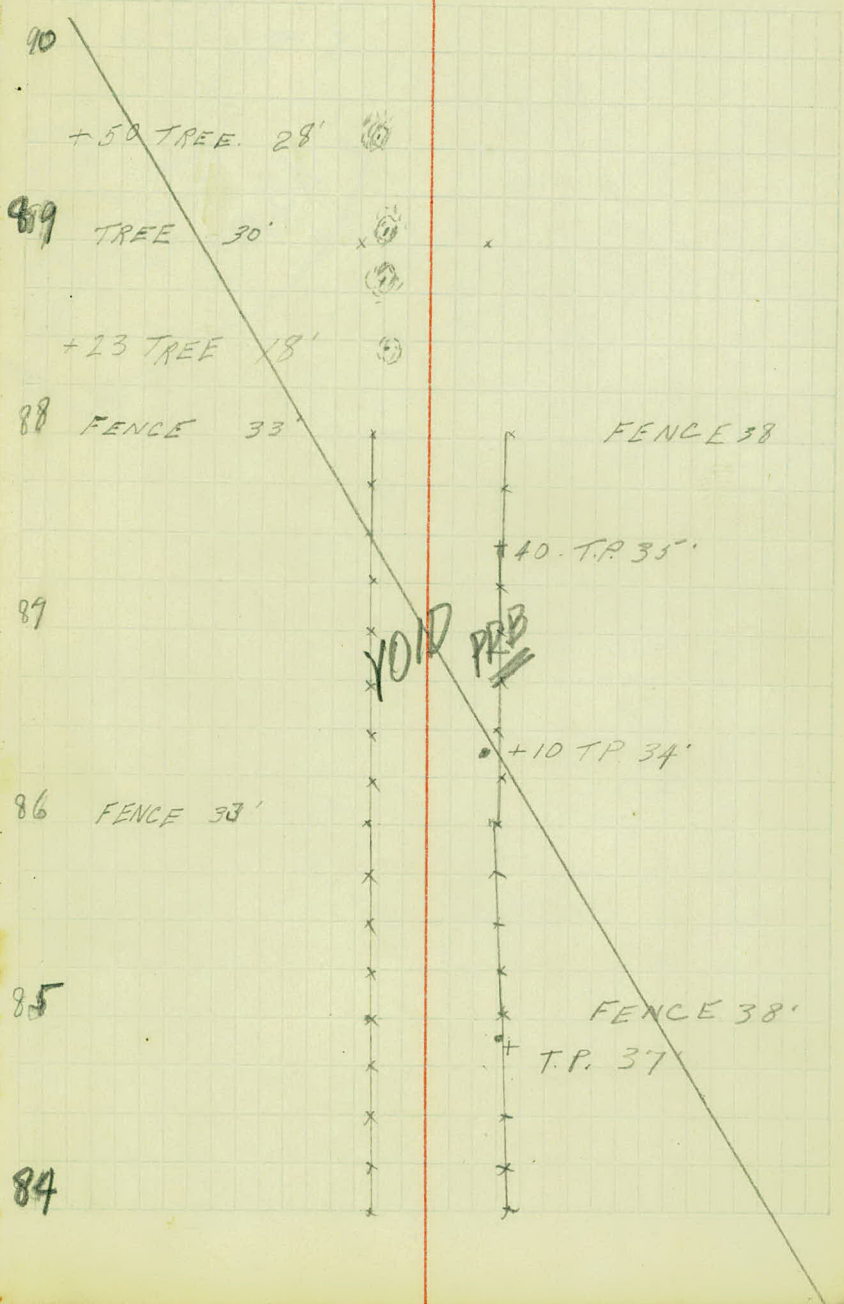 90
+50 TREE. 28'
89 TREE 30'
+23 TREE 18'
88 FENCE 33' FENCE 38
+40 T.P. 35'
87
VOID PRB
+10 T.P. 34'
86 FENCE 33'
85 FENCE 38'
+ T.P. 37'
84